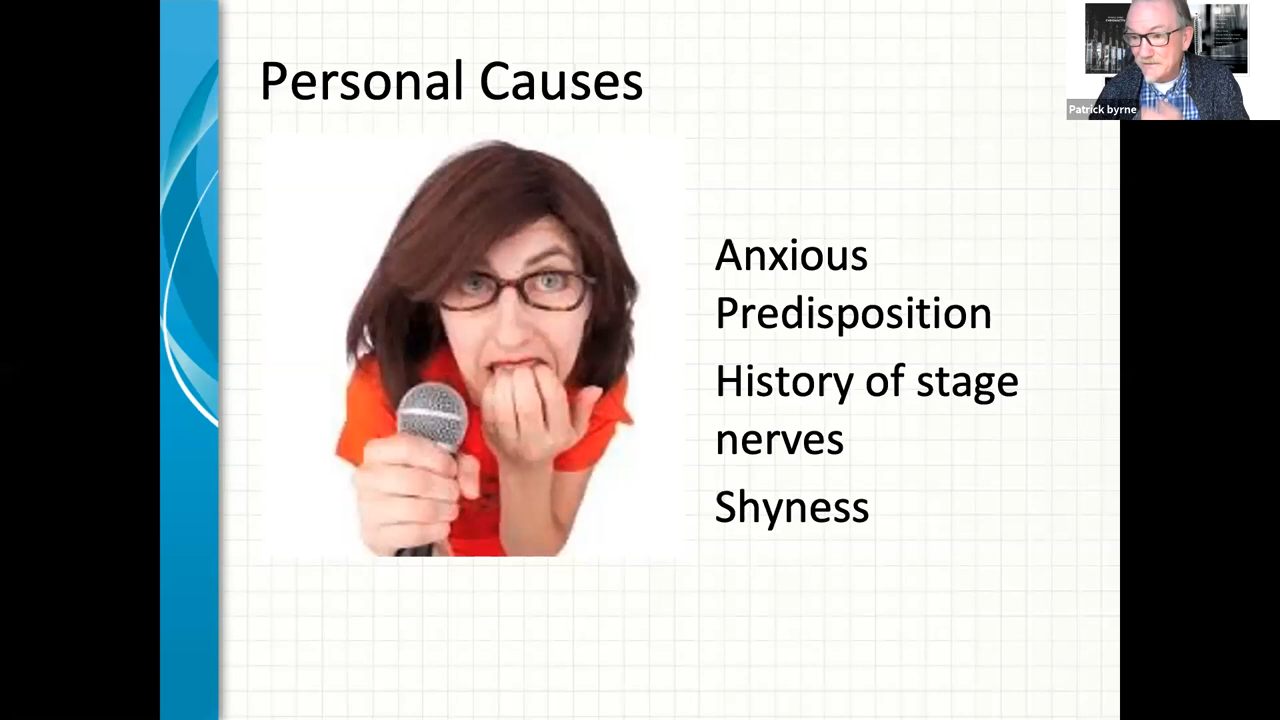 Personal Causes
Patrick byrne
Anxious
Predisposition
History of stage
nerves
Shyness